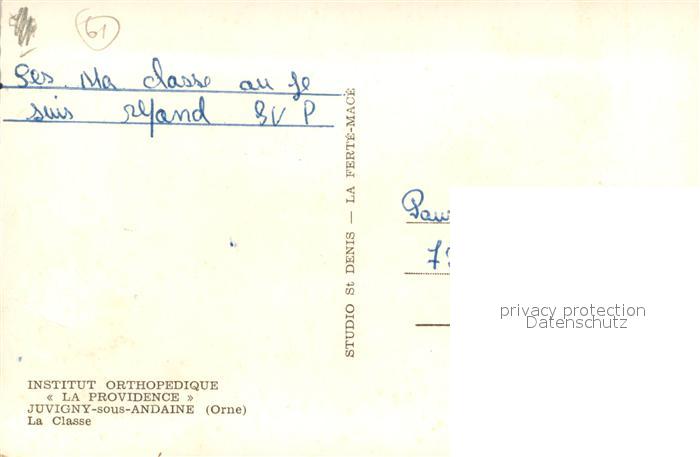 61
Ses Ma classe au Je
suis répond SVP
STUDIO St DENIS — LA FERTÉ-MACÉ
privacy protection
Datenschutz
INSTITUT ORTHOPEDIQUE
« LA PROVIDENCE »
JUVIGNY-sous-ANDAINE (Orne)
La Classe